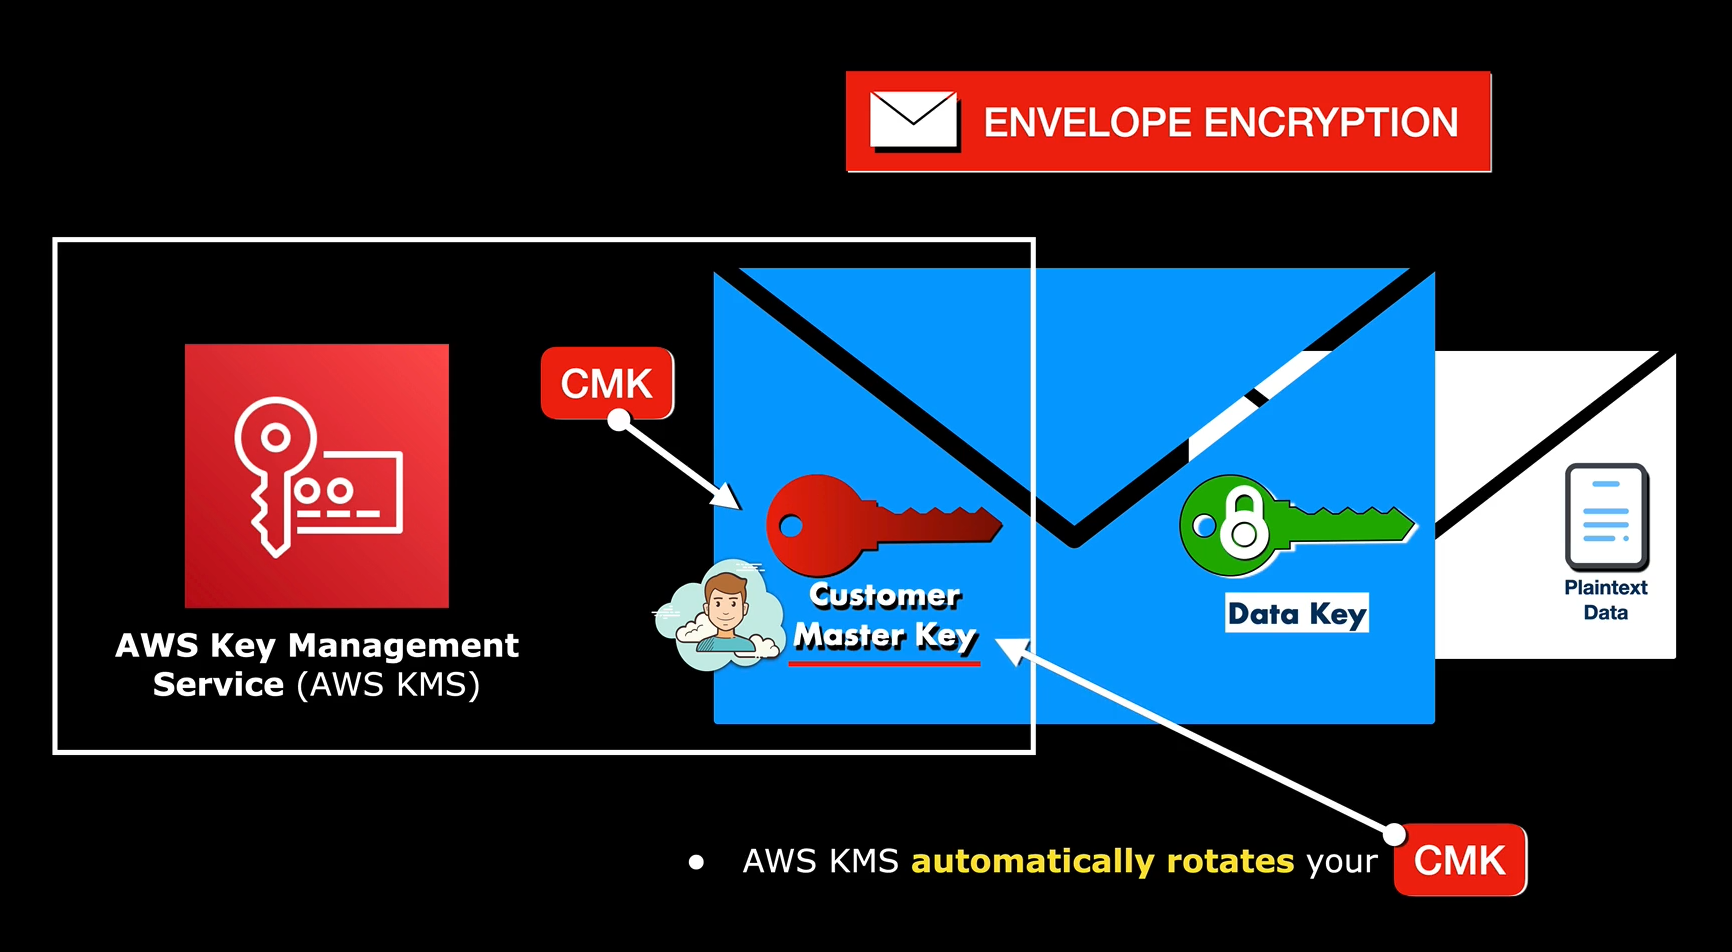 ENVELOPE ENCRYPTION
CMK
AWS Key Management
Service (AWS KMS)
Customer
Master Key
Data Key
Plaintext
Data
• AWS KMS automatically rotates your CMK